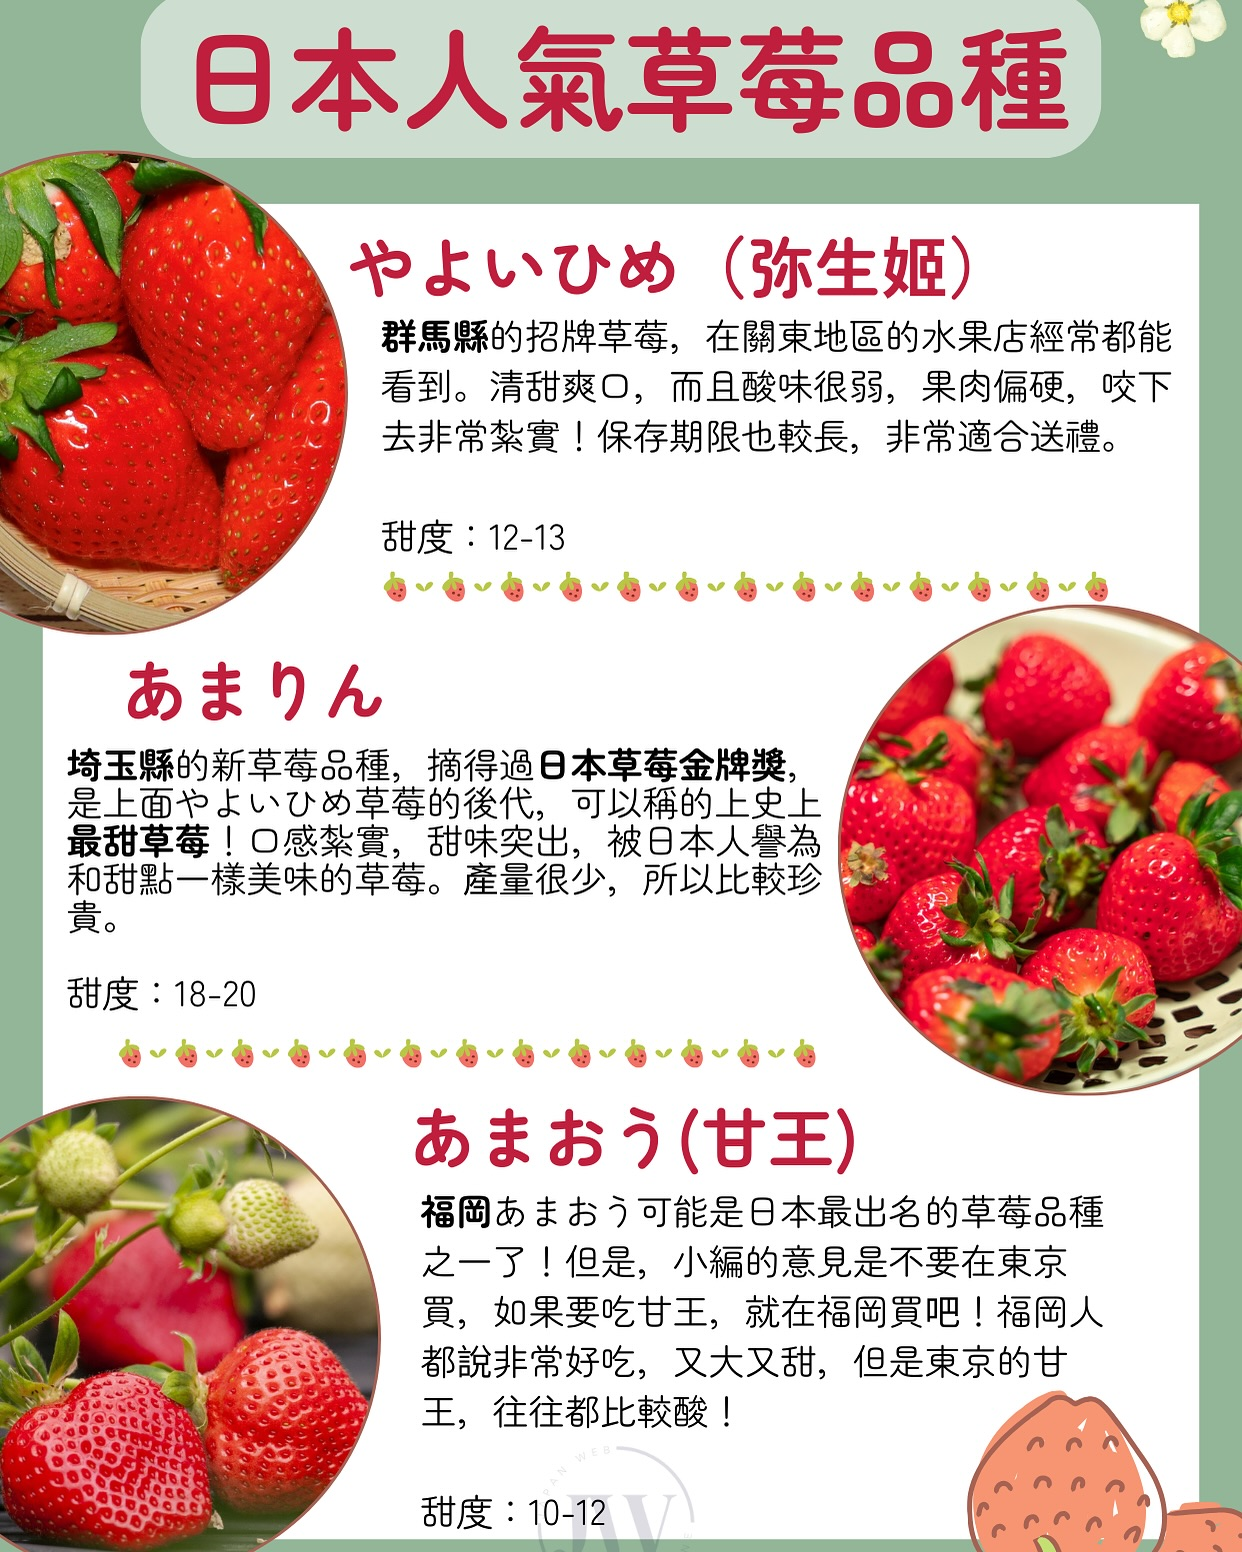 日本人氣草莓品種
やよいひめ（弥生姬）
群馬縣的招牌草莓，在關東地區的水果店經常都能
看到。清甜爽口，而且酸味很弱，果肉偏硬，咬下
去非常紮實！保存期限也較長，非常適合送禮。
甜度：12-13
あまりん
埼玉縣的新草莓品種，摘得過日本草莓金牌獎，
是上面やよいひめ草莓的後代，可以稱的上史上
最甜草莓！口感紮實，甜味突出，被日本人譽為
和甜點一樣美味的草莓。產量很少，所以比較珍
貴。
甜度：18-20
あまおう(甘王)
福岡あまおう可能是日本最出名的草莓品種
之一了！但是，小編的意見是不要在東京
買，如果要吃甘王，就在福岡買吧！福岡人
都說非常好吃，又大又甜，但是東京的甘
王，往往都比較酸！
甜度：10-12